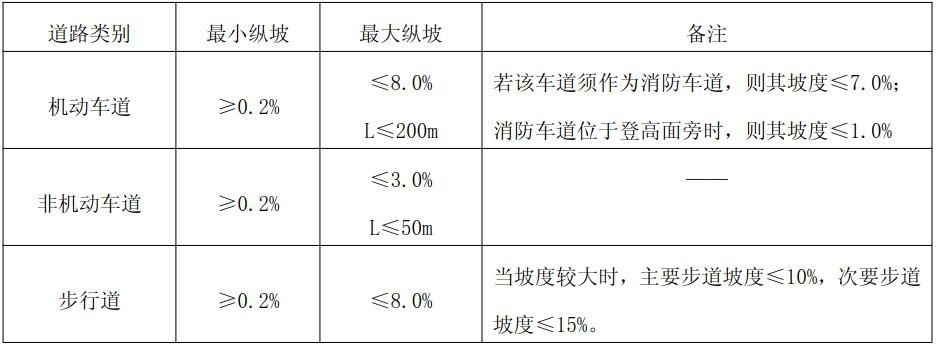 道路类别 最小纵坡 最大纵坡 备注
机动车道 ≥0.2% ≤8.0%
L≤200m 若该车道须作为消防车道，则其坡度≤7.0%；
消防车道位于登高面旁时，则其坡度≤1.0%
非机动车道 ≥0.2% ≤3.0%
L≤50m ——
步行道 ≥0.2% ≤8.0% 当坡度较大时，主要步道坡度≤10%，次要步道
坡度≤15%。